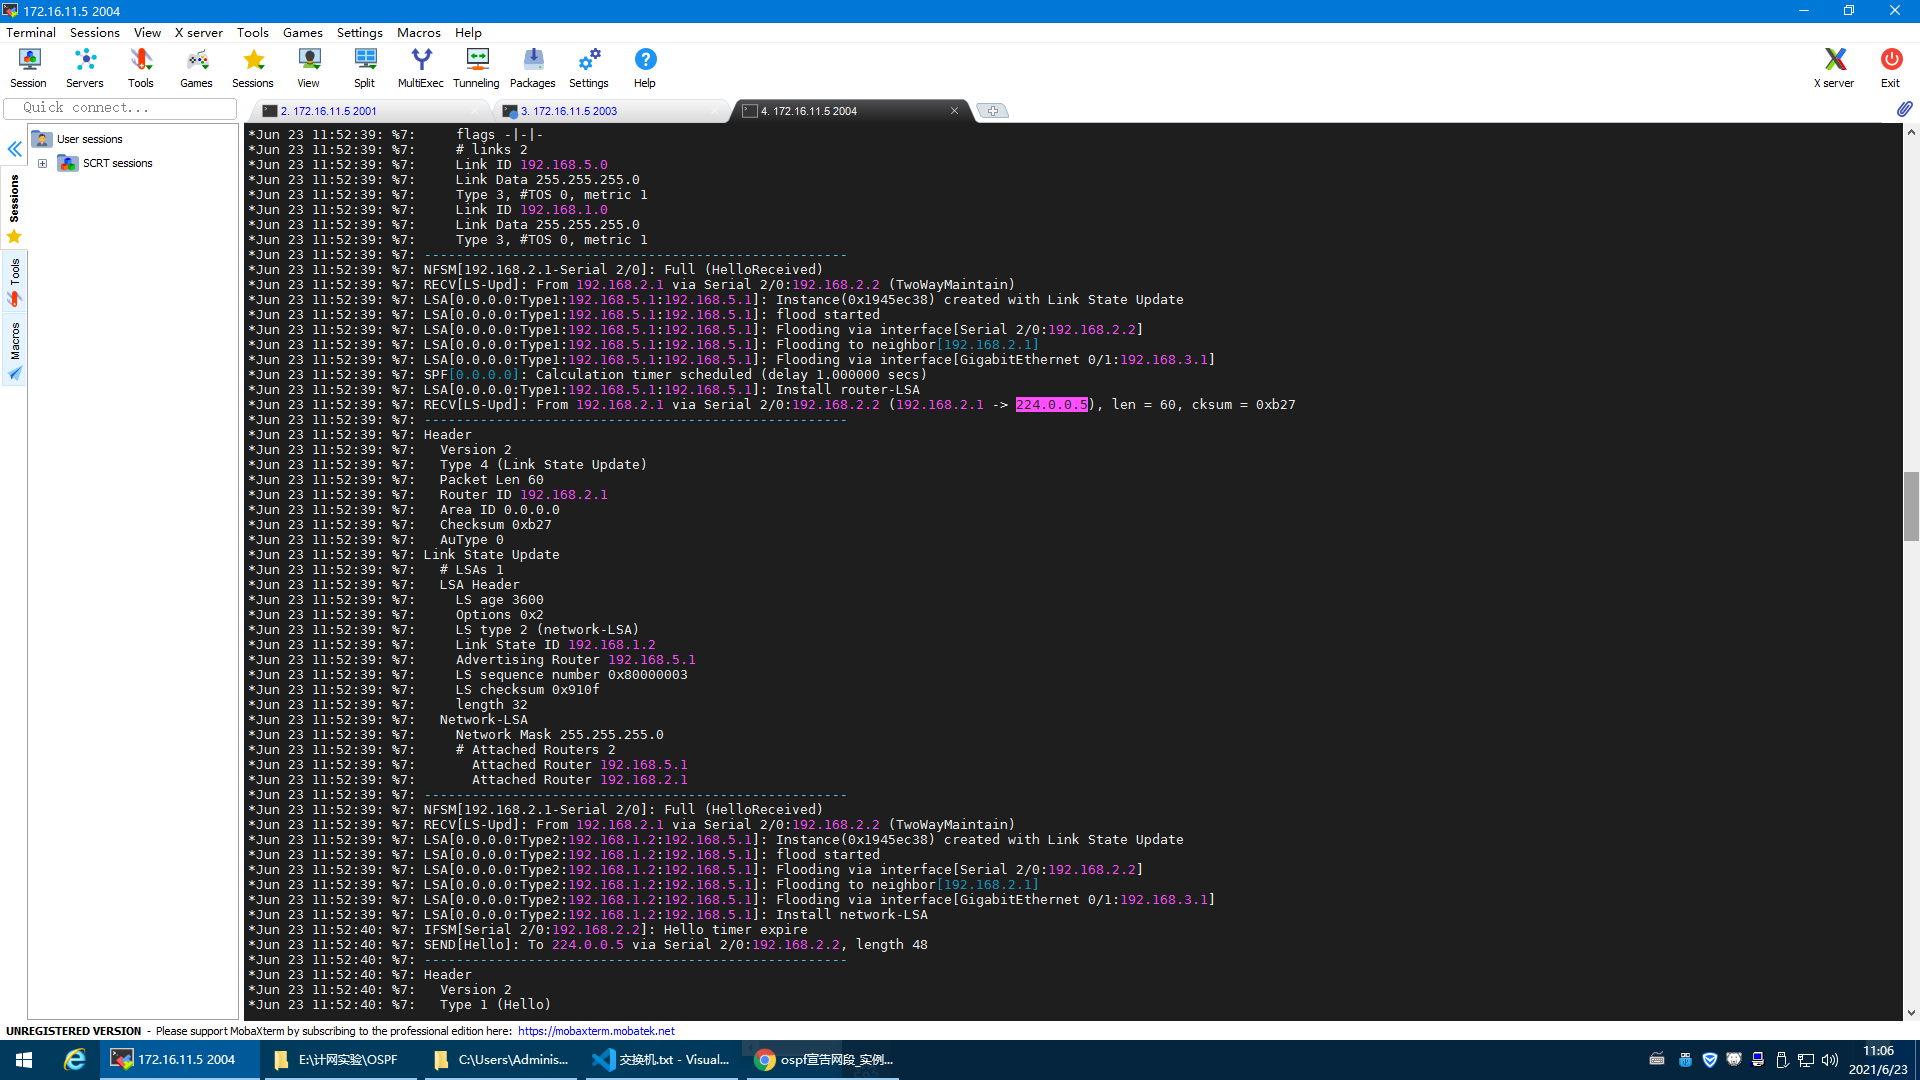 172.16.11.5 2004
Terminal Sessions View X server Tools Games Settings Macros Help
Session Servers Tools Games Sessions View Split MultiExec Tunneling Packages Settings Help X server Exit
Quick connect...
2. 172.16.11.5 2001
3. 172.16.11.5 2003
4. 172.16.11.5 2004
User sessions
SCRT sessions
Sessions
Tools
Macros
*Jun 23 11:52:39: %7:     flags -|-|-
*Jun 23 11:52:39: %7:     # links 2
*Jun 23 11:52:39: %7:     Link ID 192.168.5.0
*Jun 23 11:52:39: %7:     Link Data 255.255.255.0
*Jun 23 11:52:39: %7:     Type 3, #TOS 0, metric 1
*Jun 23 11:52:39: %7:     Link ID 192.168.1.0
*Jun 23 11:52:39: %7:     Link Data 255.255.255.0
*Jun 23 11:52:39: %7:     Type 3, #TOS 0, metric 1
*Jun 23 11:52:39: %7: -----------------------------------------------------
*Jun 23 11:52:39: %7: NFSM[192.168.2.1-Serial 2/0]: Full (HelloReceived)
*Jun 23 11:52:39: %7: RECV[LS-Upd]: From 192.168.2.1 via Serial 2/0:192.168.2.2 (TwoWayMaintain)
*Jun 23 11:52:39: %7: LSA[0.0.0.0:Type1:192.168.5.1:192.168.5.1]: Instance(0x1945ec38) created with Link State Update
*Jun 23 11:52:39: %7: LSA[0.0.0.0:Type1:192.168.5.1:192.168.5.1]: flood started
*Jun 23 11:52:39: %7: LSA[0.0.0.0:Type1:192.168.5.1:192.168.5.1]: Flooding via interface[Serial 2/0:192.168.2.2]
*Jun 23 11:52:39: %7: LSA[0.0.0.0:Type1:192.168.5.1:192.168.5.1]: Flooding to neighbor[192.168.2.1]
*Jun 23 11:52:39: %7: LSA[0.0.0.0:Type1:192.168.5.1:192.168.5.1]: Flooding via interface[GigabitEthernet 0/1:192.168.3.1]
*Jun 23 11:52:39: %7: SPF[0.0.0.0]: Calculation timer scheduled (delay 1.000000 secs)
*Jun 23 11:52:39: %7: LSA[0.0.0.0:Type1:192.168.5.1:192.168.5.1]: Install router-LSA
*Jun 23 11:52:39: %7: RECV[LS-Upd]: From 192.168.2.1 via Serial 2/0:192.168.2.2 (192.168.2.1 -> 224.0.0.5), len = 60, cksum = 0xb27
*Jun 23 11:52:39: %7: -----------------------------------------------------
*Jun 23 11:52:39: %7: Header
*Jun 23 11:52:39: %7:   Version 2
*Jun 23 11:52:39: %7:   Type 4 (Link State Update)
*Jun 23 11:52:39: %7:   Packet Len 60
*Jun 23 11:52:39: %7:   Router ID 192.168.2.1
*Jun 23 11:52:39: %7:   Area ID 0.0.0.0
*Jun 23 11:52:39: %7:   Checksum 0xb27
*Jun 23 11:52:39: %7:   AuType 0
*Jun 23 11:52:39: %7: Link State Update
*Jun 23 11:52:39: %7:   # LSAs 1
*Jun 23 11:52:39: %7:   LSA Header
*Jun 23 11:52:39: %7:     LS age 3600
*Jun 23 11:52:39: %7:     Options 0x2
*Jun 23 11:52:39: %7:     LS type 2 (network-LSA)
*Jun 23 11:52:39: %7:     Link State ID 192.168.1.2
*Jun 23 11:52:39: %7:     Advertising Router 192.168.5.1
*Jun 23 11:52:39: %7:     LS sequence number 0x80000003
*Jun 23 11:52:39: %7:     LS checksum 0x910f
*Jun 23 11:52:39: %7:     length 32
*Jun 23 11:52:39: %7:   Network-LSA
*Jun 23 11:52:39: %7:     Network Mask 255.255.255.0
*Jun 23 11:52:39: %7:     # Attached Routers 2
*Jun 23 11:52:39: %7:       Attached Router 192.168.5.1
*Jun 23 11:52:39: %7:       Attached Router 192.168.2.1
*Jun 23 11:52:39: %7: -----------------------------------------------------
*Jun 23 11:52:39: %7: NFSM[192.168.2.1-Serial 2/0]: Full (HelloReceived)
*Jun 23 11:52:39: %7: RECV[LS-Upd]: From 192.168.2.1 via Serial 2/0:192.168.2.2 (TwoWayMaintain)
*Jun 23 11:52:39: %7: LSA[0.0.0.0:Type2:192.168.1.2:192.168.5.1]: Instance(0x1945ec38) created with Link State Update
*Jun 23 11:52:39: %7: LSA[0.0.0.0:Type2:192.168.1.2:192.168.5.1]: flood started
*Jun 23 11:52:39: %7: LSA[0.0.0.0:Type2:192.168.1.2:192.168.5.1]: Flooding via interface[Serial 2/0:192.168.2.2]
*Jun 23 11:52:39: %7: LSA[0.0.0.0:Type2:192.168.1.2:192.168.5.1]: Flooding to neighbor[192.168.2.1]
*Jun 23 11:52:39: %7: LSA[0.0.0.0:Type2:192.168.1.2:192.168.5.1]: Flooding via interface[GigabitEthernet 0/1:192.168.3.1]
*Jun 23 11:52:39: %7: LSA[0.0.0.0:Type2:192.168.1.2:192.168.5.1]: Install network-LSA
*Jun 23 11:52:40: %7: IFSM[Serial 2/0:192.168.2.2]: Hello timer expire
*Jun 23 11:52:40: %7: SEND[Hello]: To 224.0.0.5 via Serial 2/0:192.168.2.2, length 48
*Jun 23 11:52:40: %7: -----------------------------------------------------
*Jun 23 11:52:40: %7: Header
*Jun 23 11:52:40: %7:   Version 2
*Jun 23 11:52:40: %7:   Type 1 (Hello)
UNREGISTERED VERSION - Please support MobaXterm by subscribing to the professional edition here: https://mobaxterm.mobatek.net
172.16.11.5 2004
E:\计网实验\OSPF
C:\Users\Adminis...
交换机.txt - Visual...
ospf宣告网段_实例...
11:06
2021/6/23